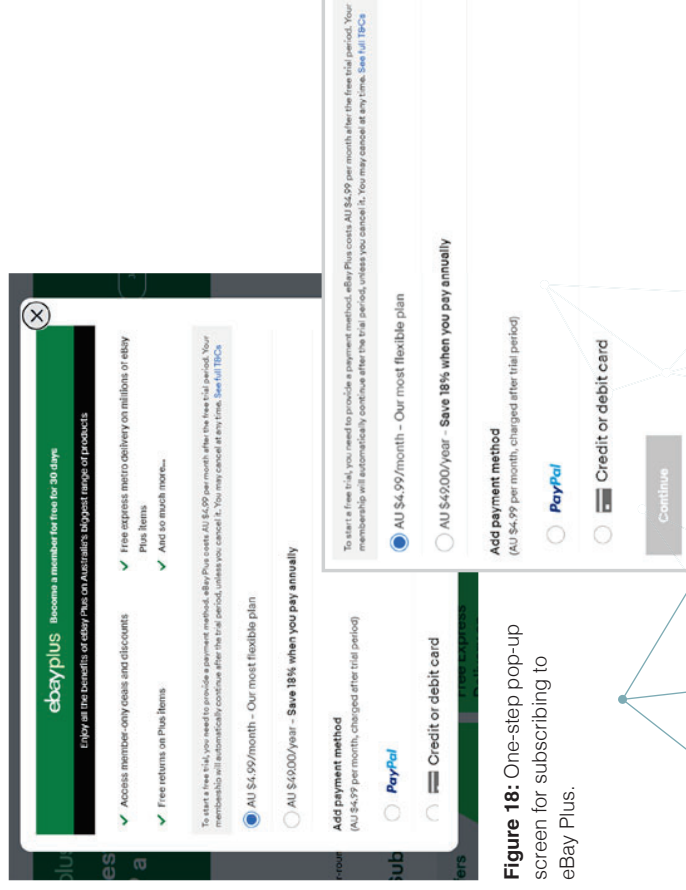 ebayplus Become a member for free for 30 days
Enjoy all the benefits of eBay Plus on Australia's biggest range of products
✓ Access member-only deals and discounts
✓ Free express metro delivery on millions of eBay
Plus items
✓ Free returns on Plus items
✓ And so much more...
To start a free trial, you need to provide a payment method. eBay Plus costs AU $4.99 per month after the free trial period. Your
membership will automatically continue after the trial period, unless you cancel it. You may cancel at any time. See full T&Cs
AU $4.99/month - Our most flexible plan
AU $49.00/year - Save 18% when you pay annually
Add payment method
(AU $4.99 per month, charged after trial period)
PayPal
Credit or debit card
To start a free trial, you need to provide a payment method. eBay Plus costs AU $4.99 per month after the free trial period. Your
membership will automatically continue after the trial period, unless you cancel it. You may cancel at any time. See full T&Cs
AU $4.99/month - Our most flexible plan
AU $49.00/year - Save 18% when you pay annually
Add payment method
(AU $4.99 per month, charged after trial period)
PayPal
Credit or debit card
Continue
Figure 18: One-step pop-up
screen for subscribing to
eBay Plus.